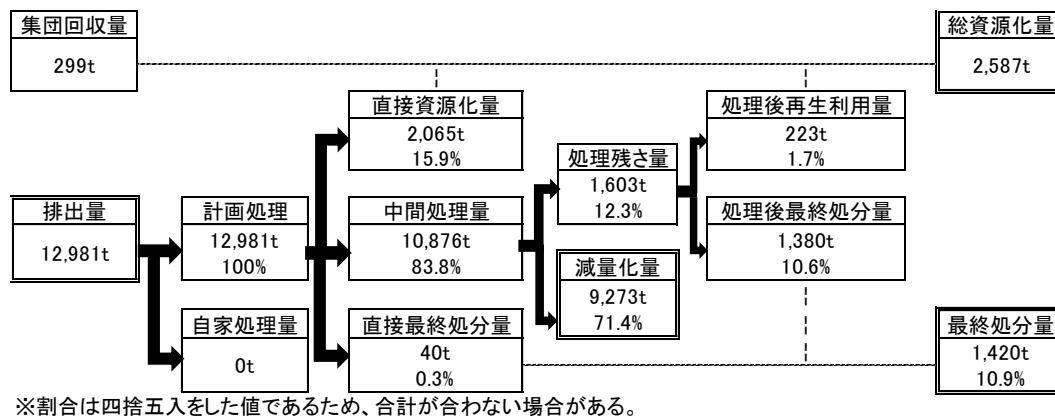 集団回収量
299t
総資源化量
2,587t
直接資源化量
2,065t
15.9%
処理後再生利用量
223t
1.7%
処理残さ量
1,603t
12.3%
排出量
12,981t
計画処理
12,981t
100%
中間処理量
10,876t
83.8%
処理後最終処分量
1,380t
10.6%
減量化量
9,273t
71.4%
自家処理量
0t
直接最終処分量
40t
0.3%
最終処分量
1,420t
10.9%
※割合は四捨五入をした値であるため、合計が合わない場合がある。